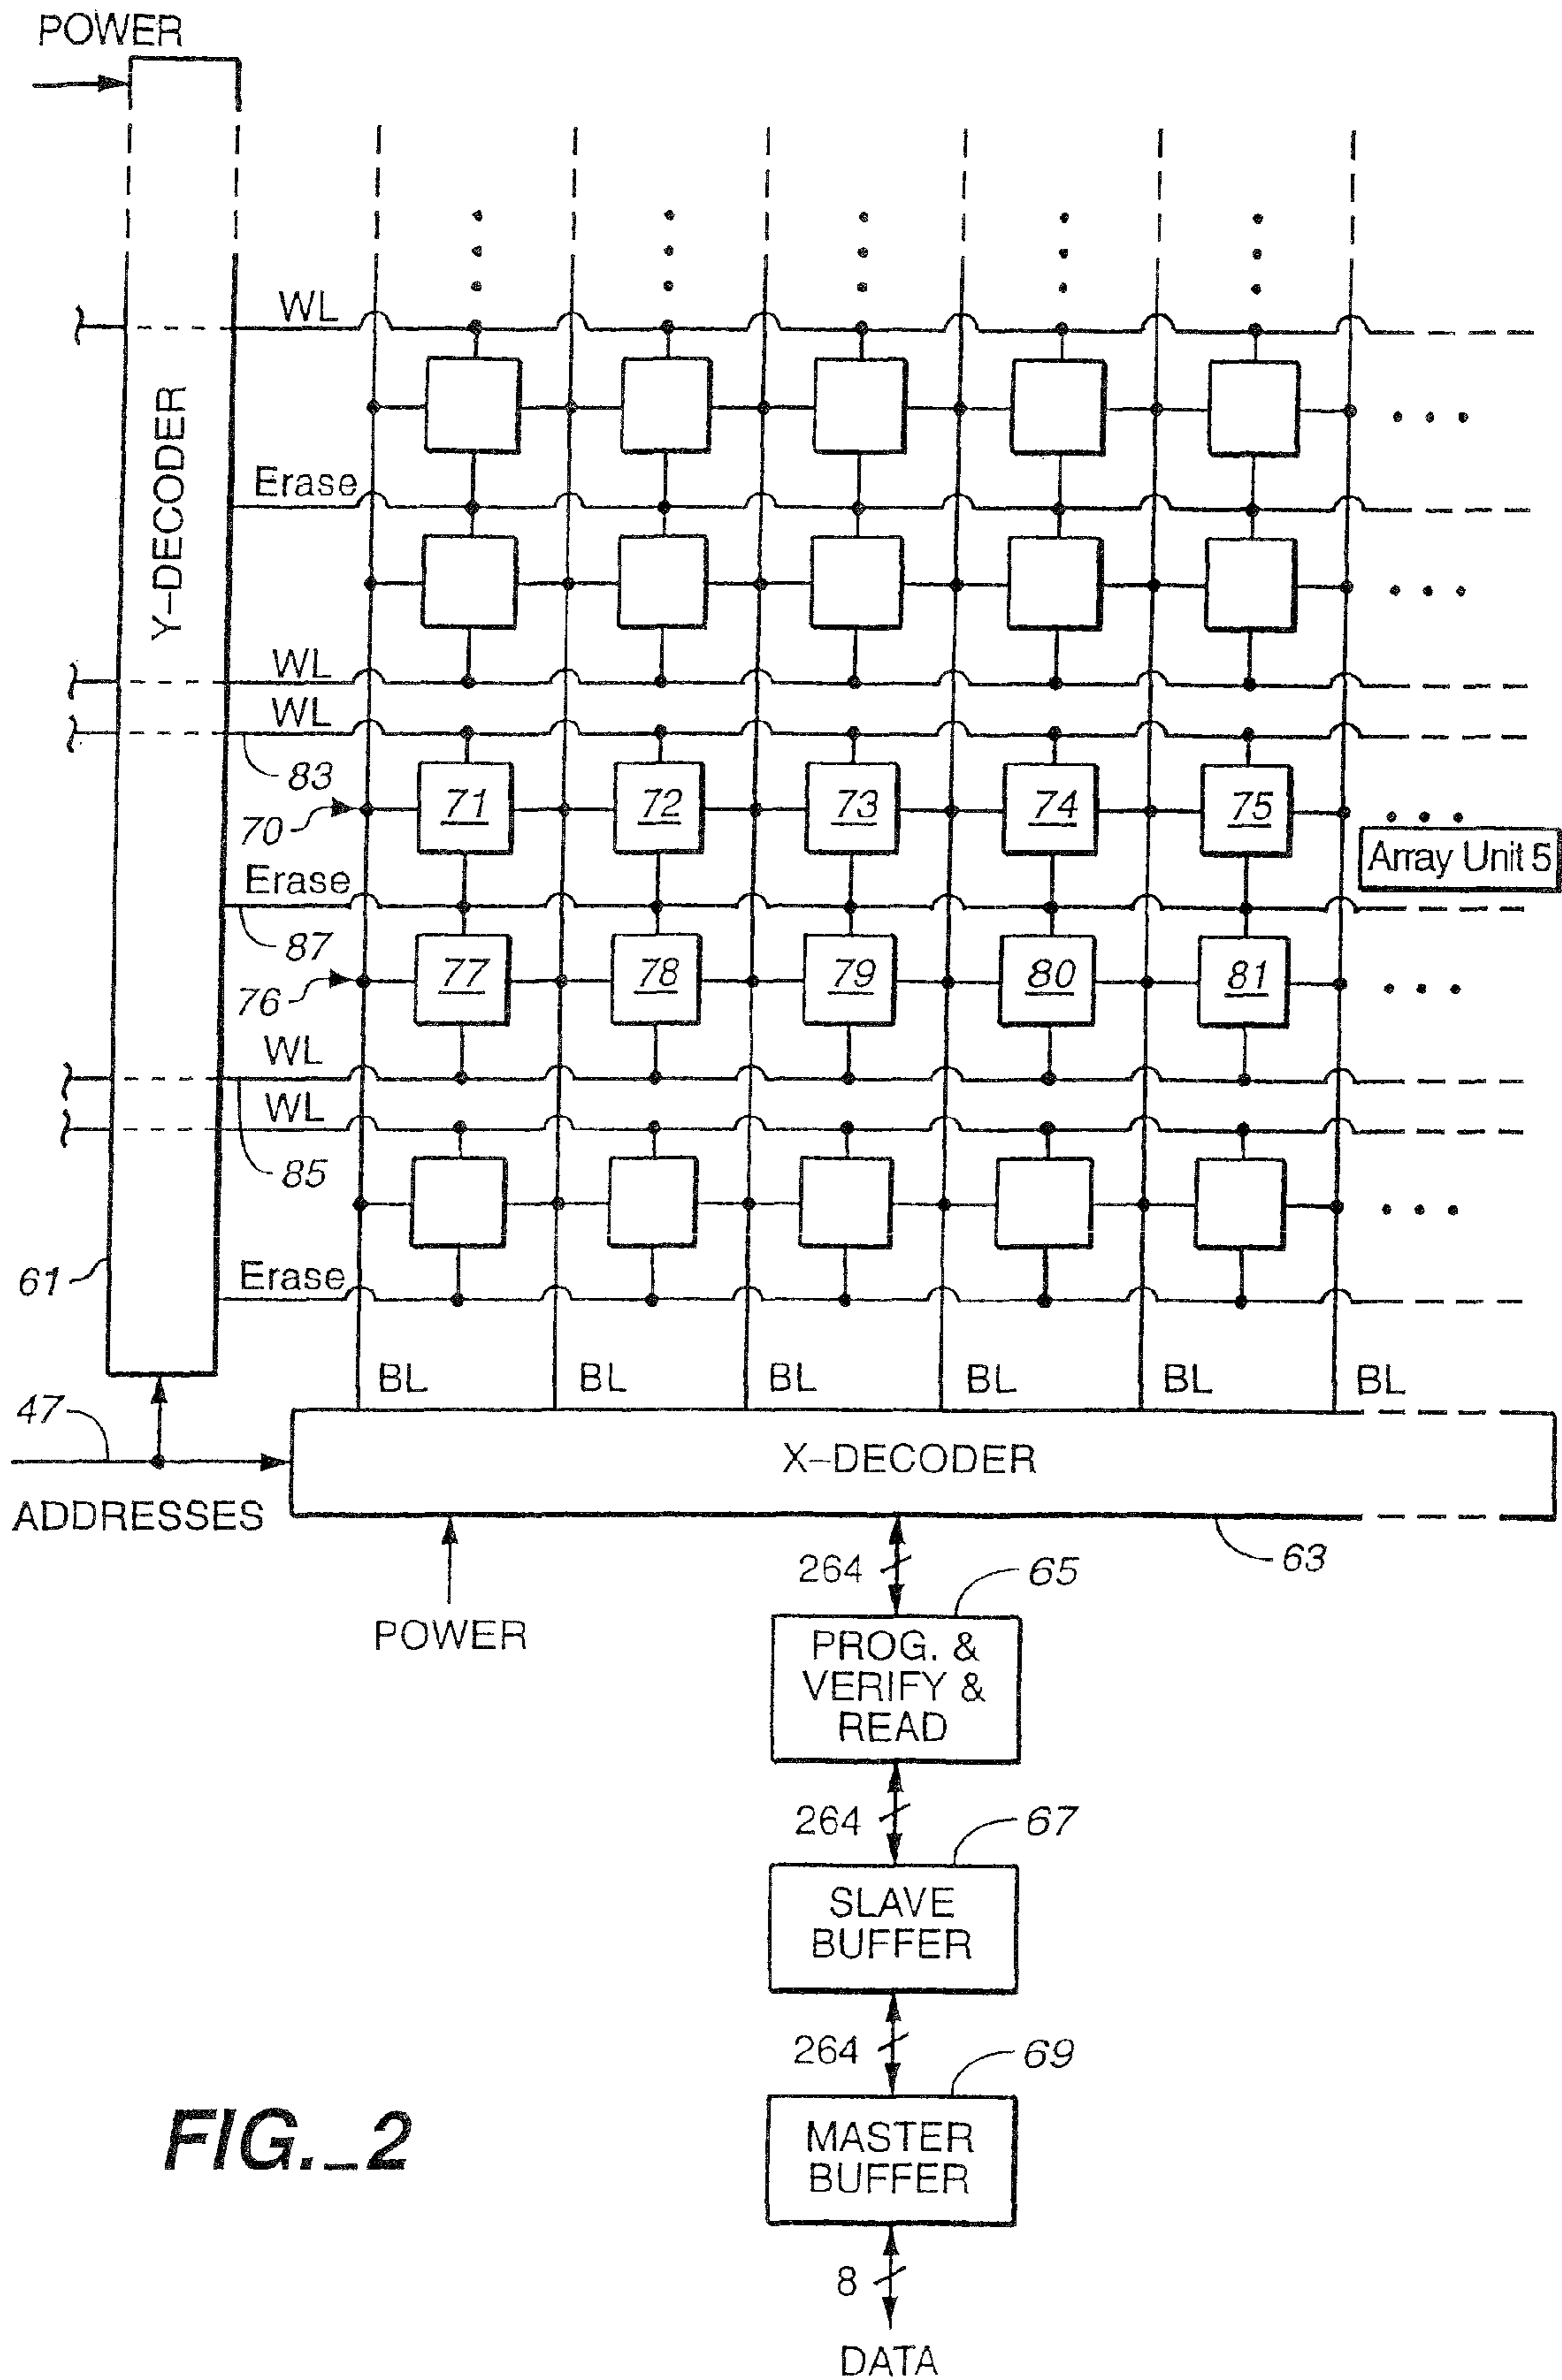 POWER
WL
Y-DECODER
Erase
WL
WL
83
70
71 72 73 74 75
Array Unit 5
Erase
87
76
77 78 79 80 81
WL
WL
85
61
Erase
BL BL BL BL BL BL
47
X-DECODER
ADDRESSES
63
264
65
POWER
PROG. &
VERIFY &
READ
264
67
SLAVE
BUFFER
264
69
MASTER
BUFFER
FIG._2
8
DATA